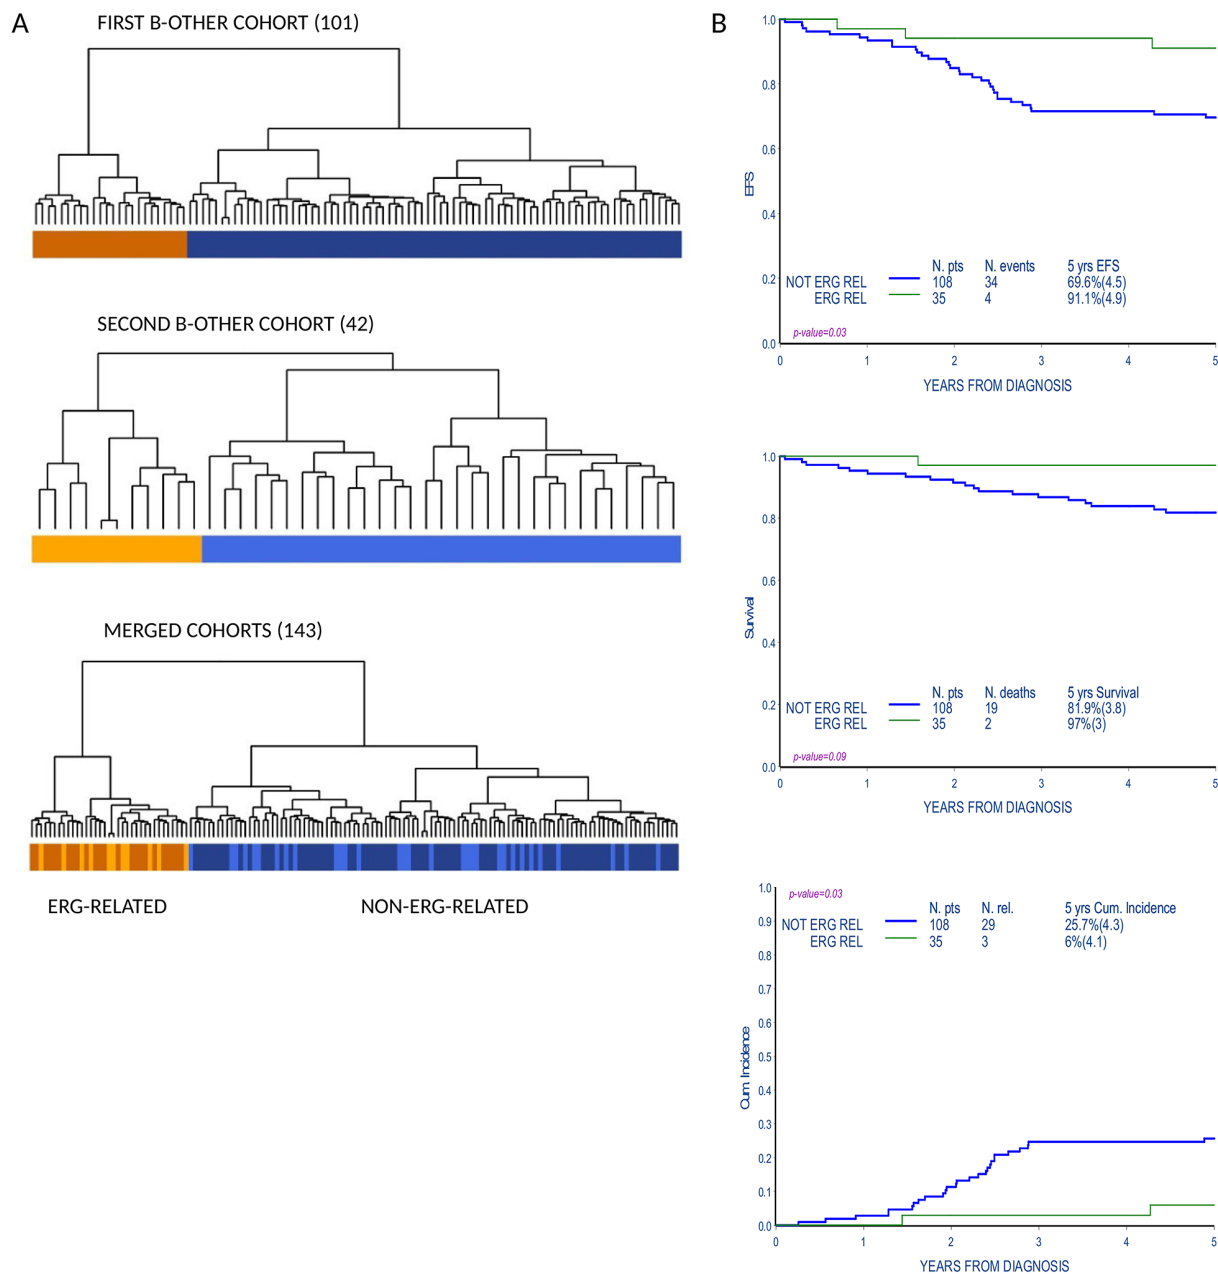 A
FIRST B-OTHER COHORT (101)
SECOND B-OTHER COHORT (42)
MERGED COHORTS (143)
ERG-RELATED NON-ERG-RELATED
B
1.0
0.8
0.6
0.4
0.2
0.0
EFS
N. pts N. events 5 yrs EFS
NOT ERG REL 108 34 69.6%(4.5)
ERG REL 35 4 91.1%(4.9)
p-value=0.03
0 1 2 3 4 5
YEARS FROM DIAGNOSIS
1.0
0.8
0.6
0.4
0.2
0.0
Survival
N. pts N. deaths 5 yrs Survival
NOT ERG REL 108 19 81.9%(3.8)
ERG REL 35 2 97%(3)
p-value=0.09
0 1 2 3 4 5
YEARS FROM DIAGNOSIS
1.0
0.9
0.8
0.7
0.6
0.5
0.4
0.3
0.2
0.1
0.0
Cum. Incidence
p-value=0.03
N. pts N. rel. 5 yrs Cum. Incidence
NOT ERG REL 108 29 25.7%(4.3)
ERG REL 35 3 6%(4.1)
0 1 2 3 4 5
YEARS FROM DIAGNOSIS